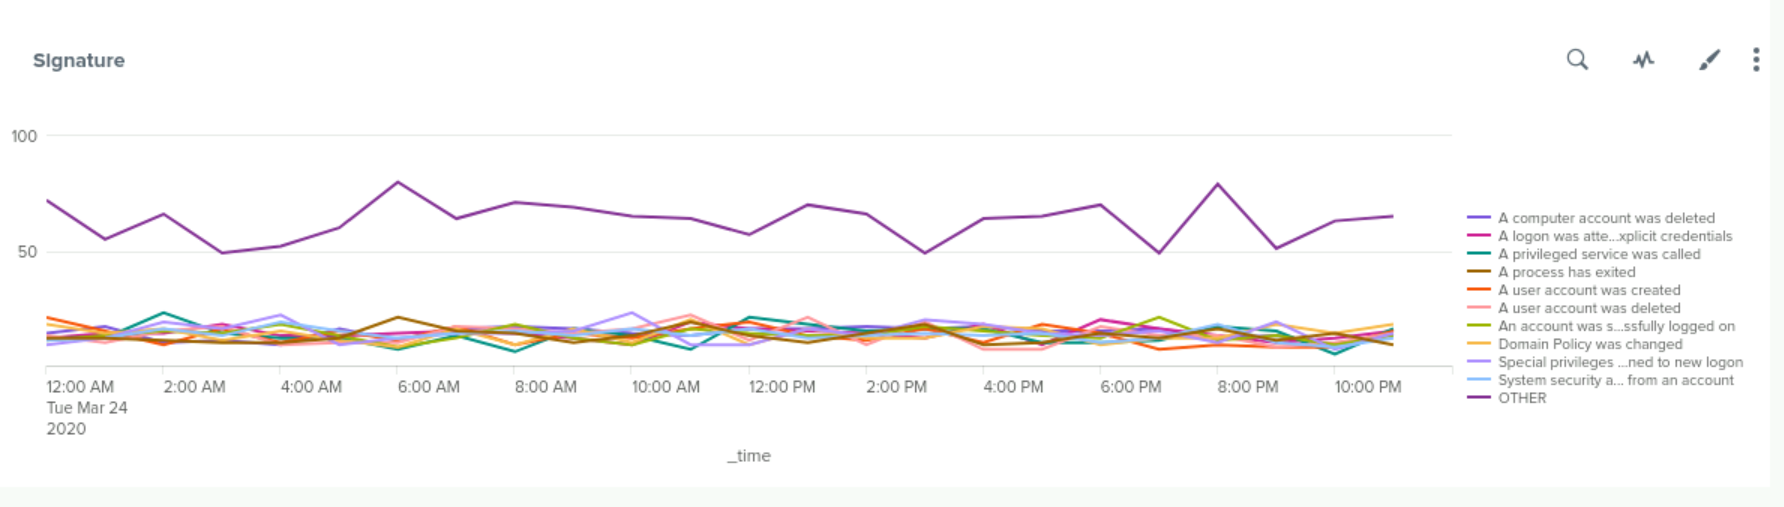 Signature
100
50
12:00 AM 2:00 AM 4:00 AM 6:00 AM 8:00 AM 10:00 AM 12:00 PM 2:00 PM 4:00 PM 6:00 PM 8:00 PM 10:00 PM
Tue Mar 24
2020
_time
A computer account was deleted
A logon was atte...xplicit credentials
A privileged service was called
A process has exited
A user account was created
A user account was deleted
An account was s...ssfully logged on
Domain Policy was changed
Special privileges ...ned to new logon
System security a... from an account
OTHER